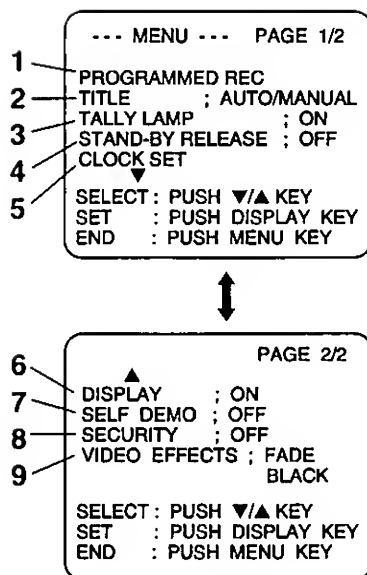 --- MENU --- PAGE 1/2
1 PROGRAMMED REC
2 TITLE ; AUTO/MANUAL
3 TALLY LAMP ; ON
4 STAND-BY RELEASE ; OFF
5 CLOCK SET
▼
SELECT : PUSH ▼/▲ KEY
SET : PUSH DISPLAY KEY
END : PUSH MENU KEY
PAGE 2/2
▲
6 DISPLAY ; ON
7 SELF DEMO ; OFF
8 SECURITY ; OFF
9 VIDEO EFFECTS ; FADE
BLACK
SELECT : PUSH ▼/▲ KEY
SET : PUSH DISPLAY KEY
END : PUSH MENU KEY